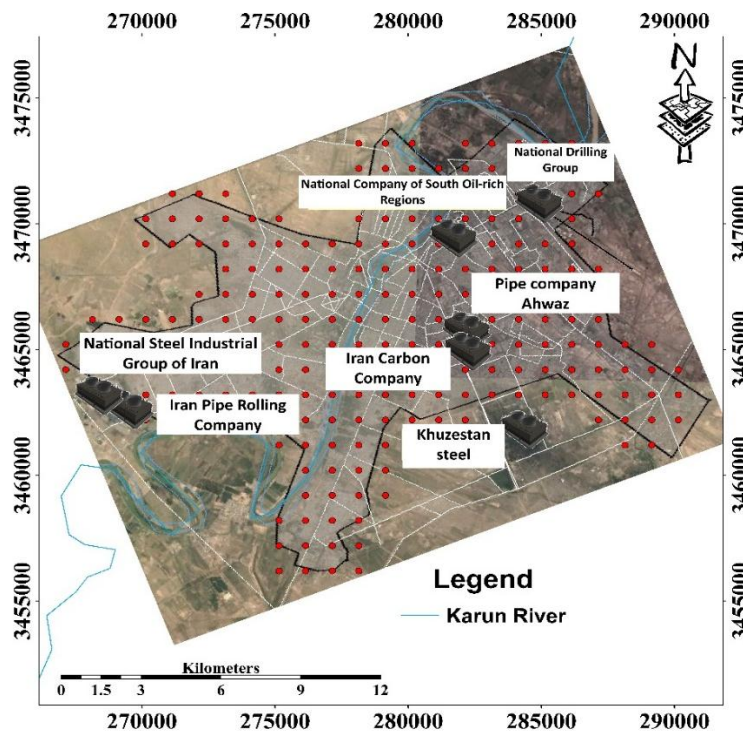 270000 275000 280000 285000 290000
N
3475000 3475000
National Drilling
Group
National Company of South Oil-rich
Regions
3470000 3470000
Pipe company
Ahwaz
National Steel Industrial
Group of Iran
Iran Carbon
Company
3465000 3465000
Iran Pipe Rolling
Company
Khuzestan
steel
3460000 3460000
Legend
Karun River
3455000 3455000
Kilometers
0 1.5 3 6 9 12
270000 275000 280000 285000 290000